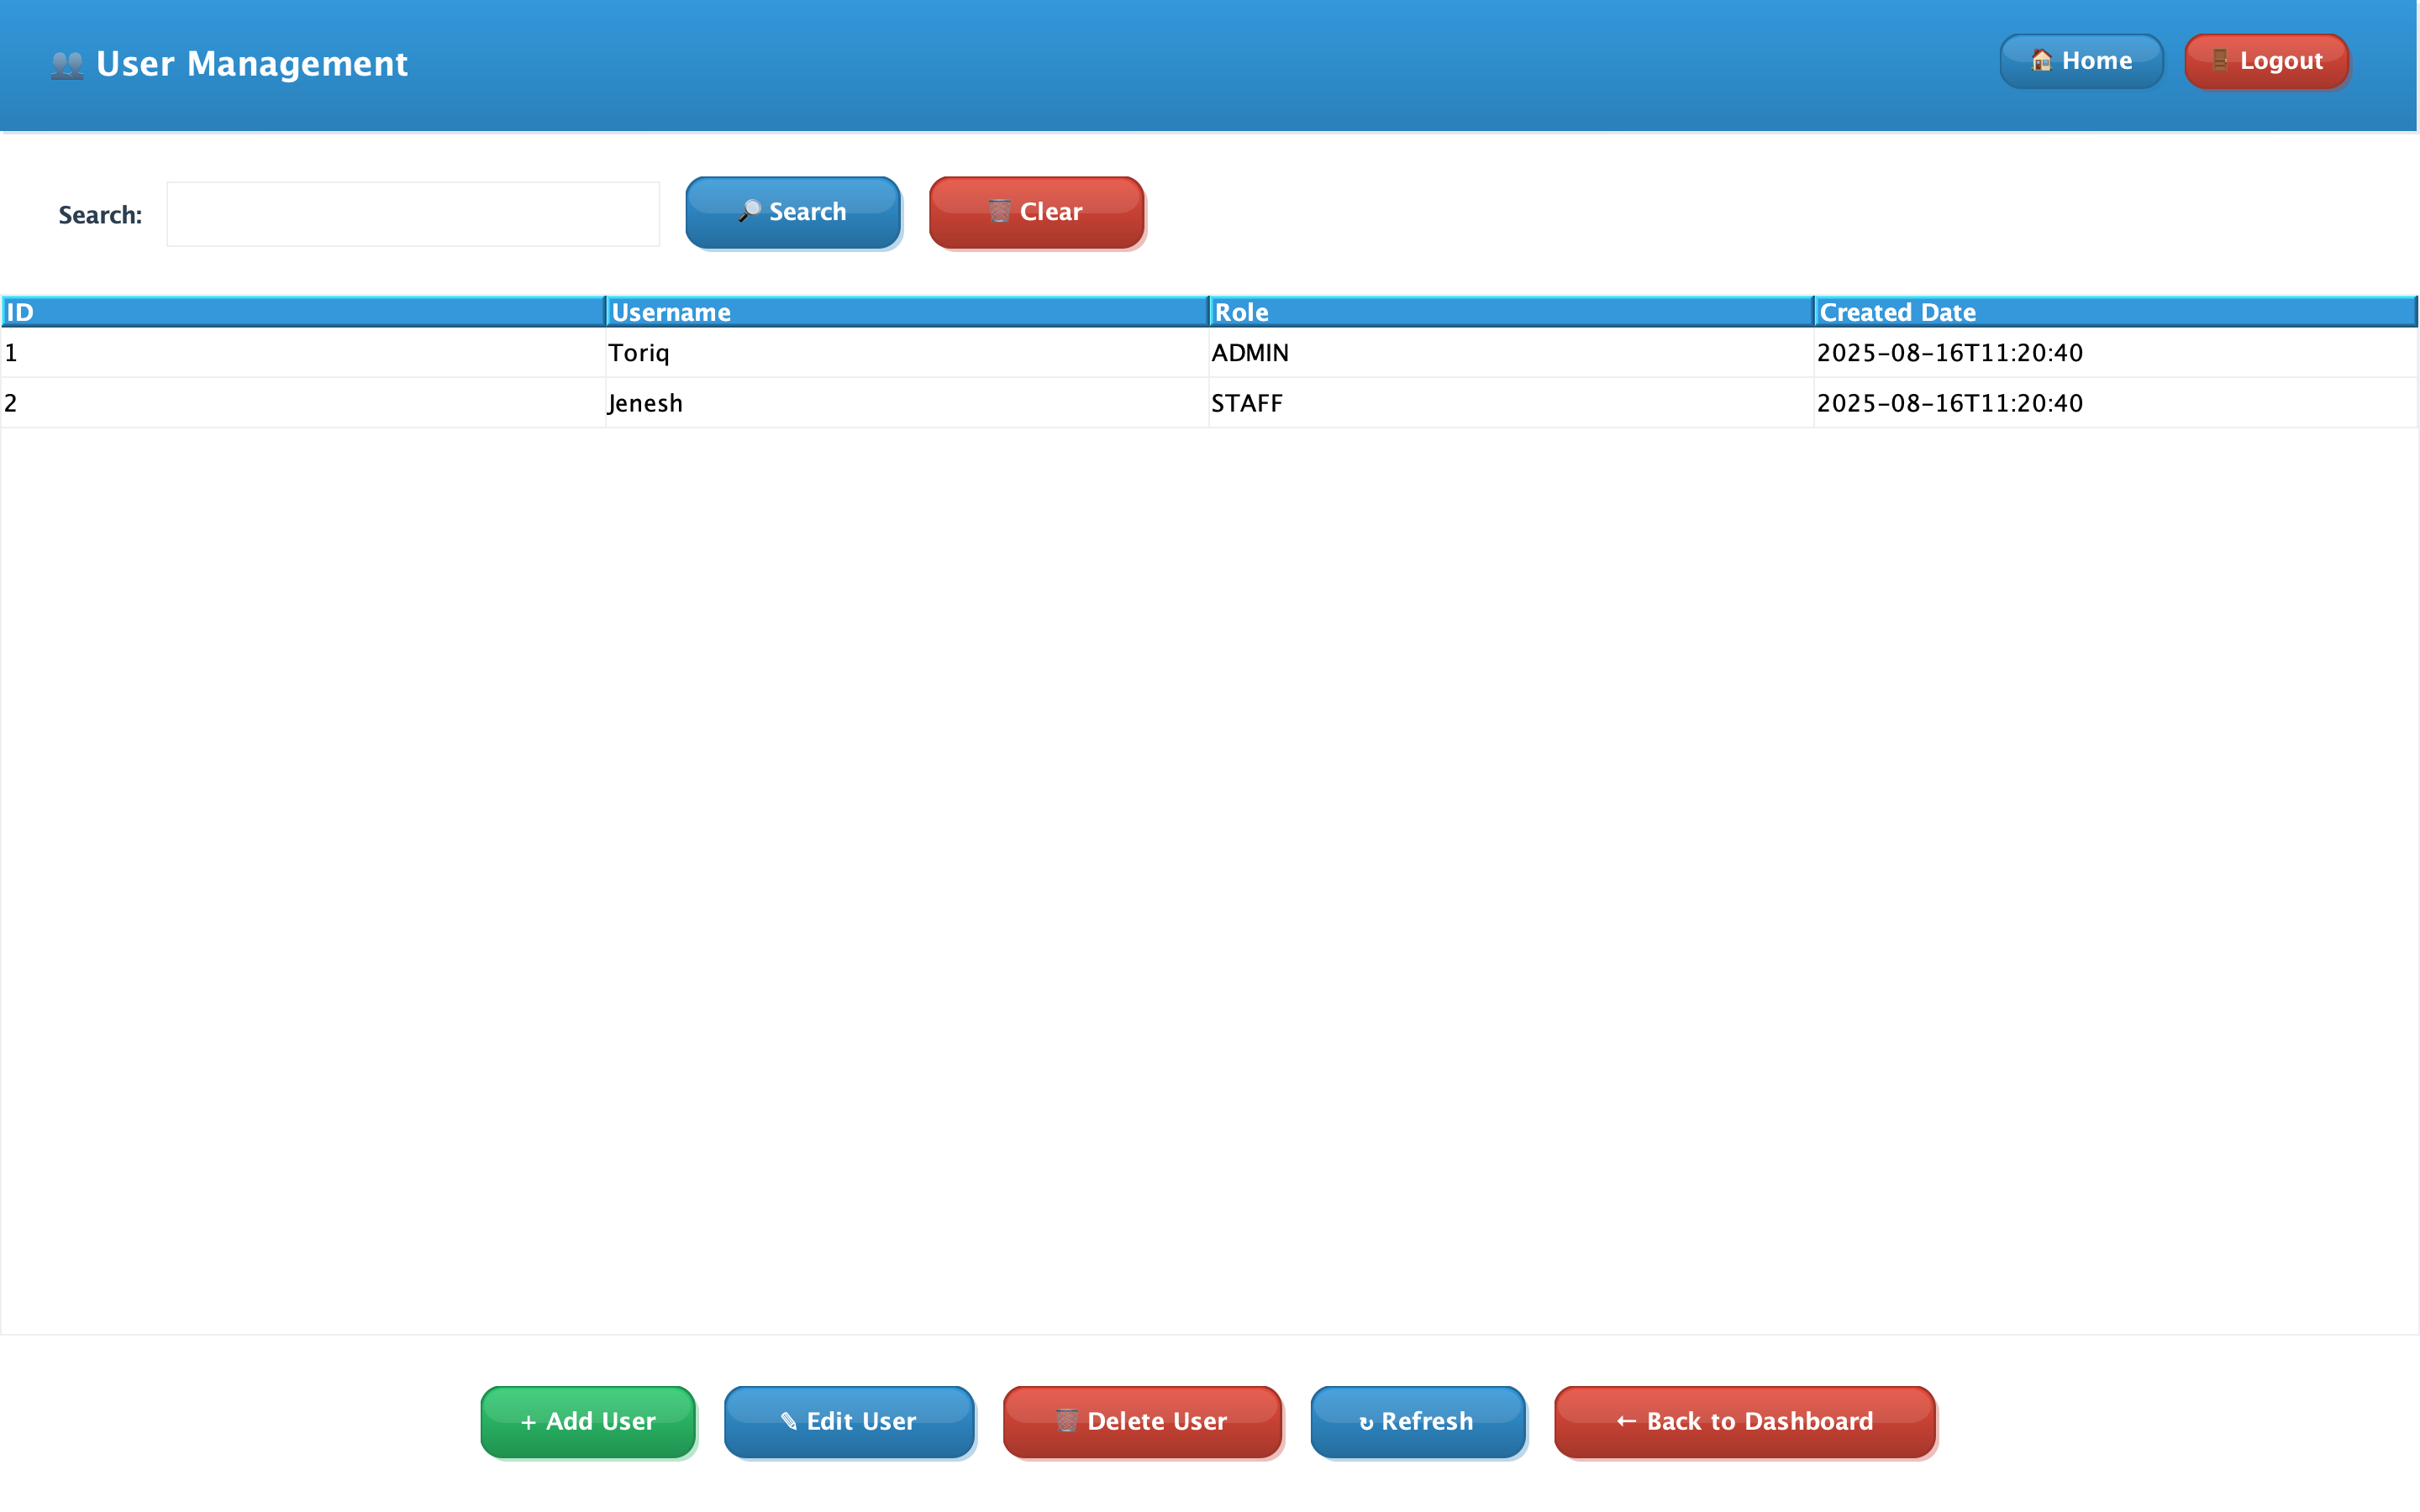 👥 User Management
🏠 Home
🚪 Logout
Search:
🔎 Search
🗑 Clear
ID Username Role Created Date
1 Toriq ADMIN 2025-08-16T11:20:40
2 Jenesh STAFF 2025-08-16T11:20:40
+ Add User
✎ Edit User
🗑 Delete User
↻ Refresh
← Back to Dashboard